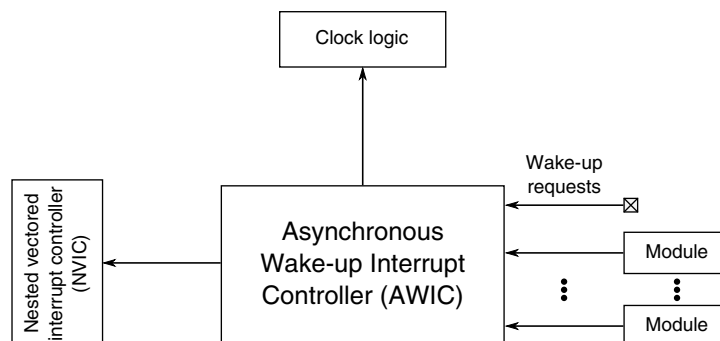 Clock logic
Nested vectored
interrupt controller
(NVIC)
Asynchronous
Wake-up Interrupt
Controller (AWIC)
Wake-up
requests
Module
Module